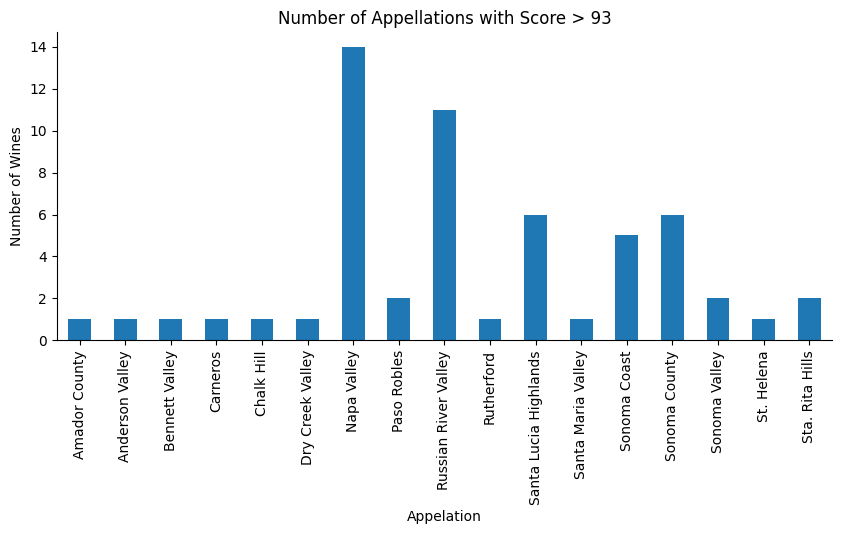 Number of Appellations with Score > 93
Number of Wines
14
12
10
8
6
4
2
0
Amador County
Anderson Valley
Bennett Valley
Carneros
Chalk Hill
Dry Creek Valley
Napa Valley
Paso Robles
Russian River Valley
Rutherford
Santa Lucia Highlands
Santa Maria Valley
Sonoma Coast
Sonoma County
Sonoma Valley
St. Helena
Sta. Rita Hills
Appelation